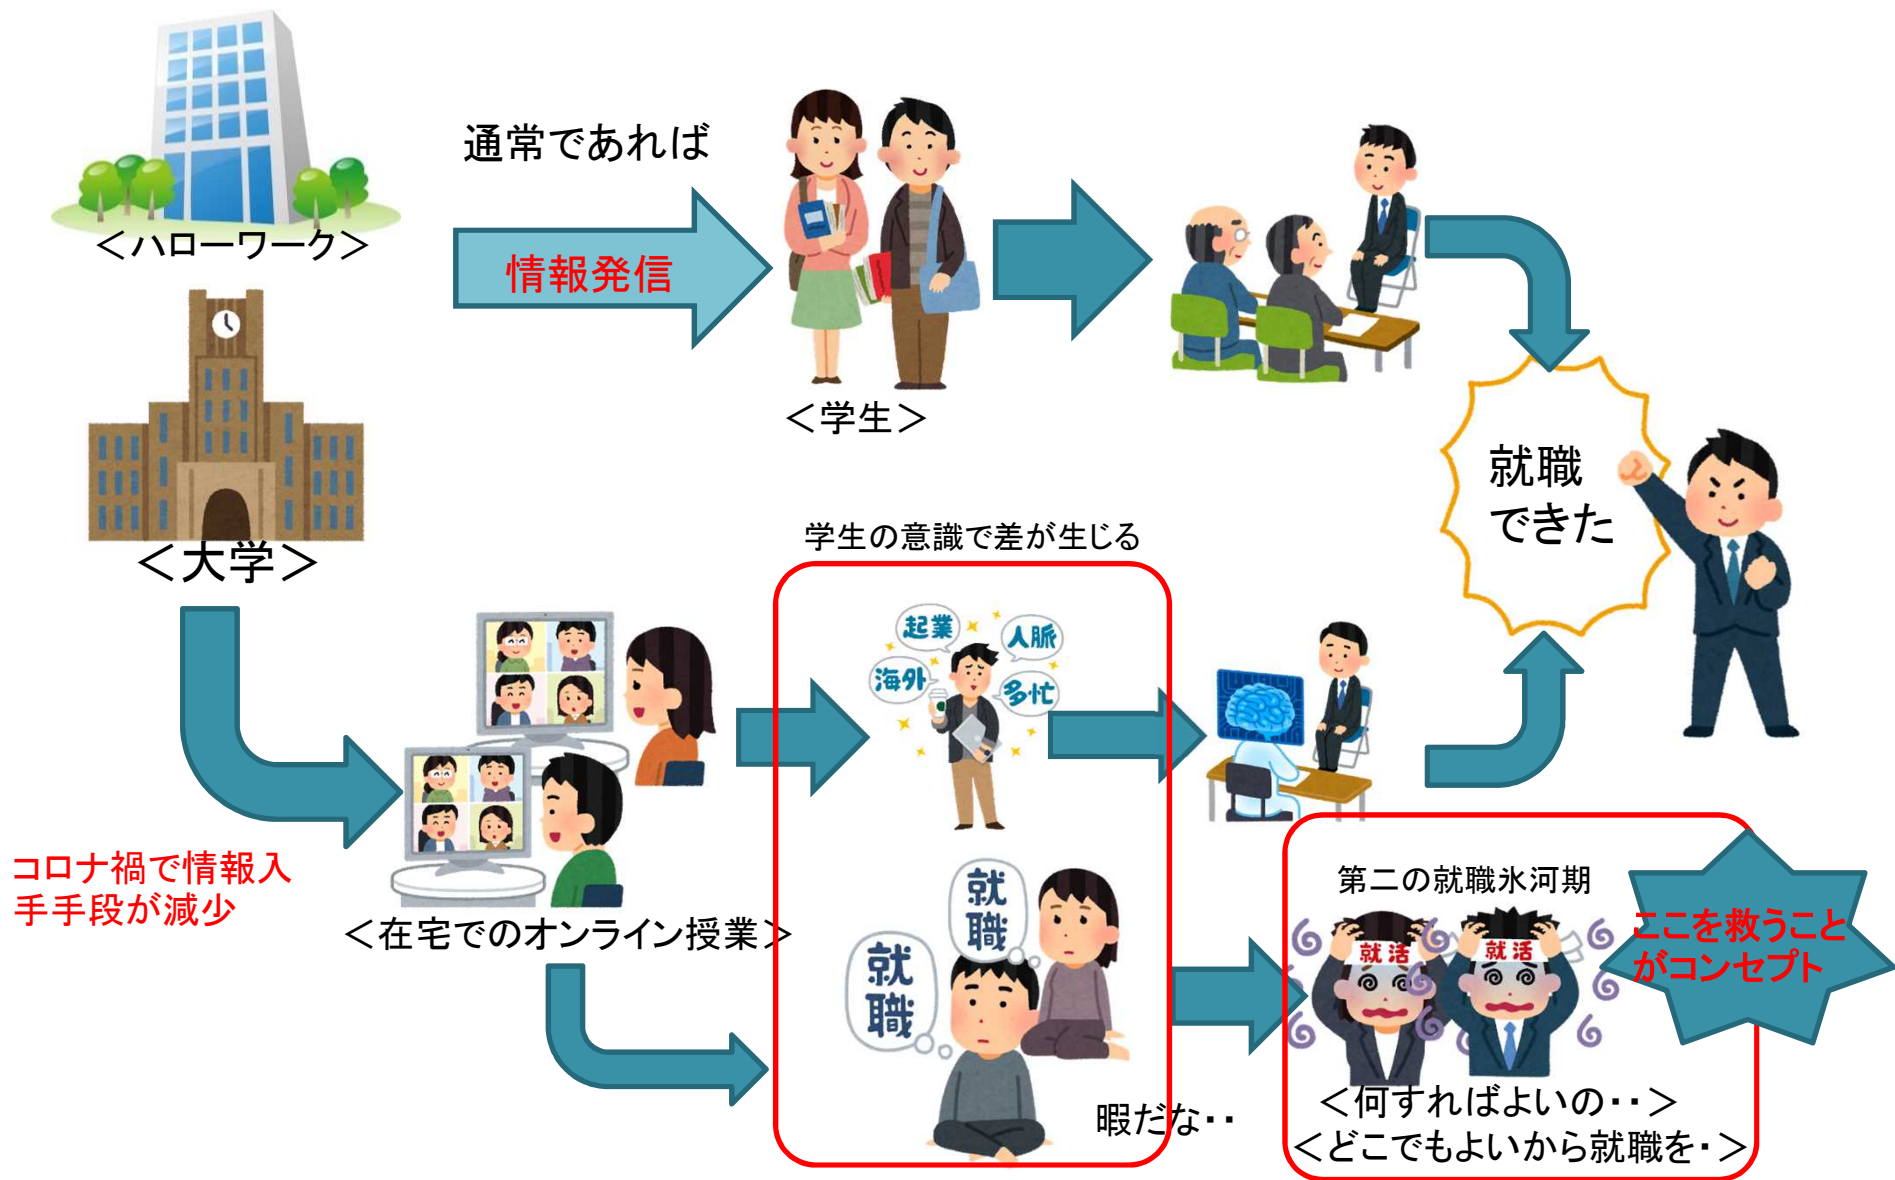 通常であれば
<ハローワーク>
情報発信
<学生>
<大学>
就職
できた
学生の意識で差が生じる
起業
人脈
海外
多忙
コロナ禍で情報入
手手段が減少
<在宅でのオンライン授業>
就職
就職
暇だな・・
第二の就職氷河期
就活
就活
ここを救うこと
がコンセプト
<何すればよいの・・>
<どこでもよいから就職を・>